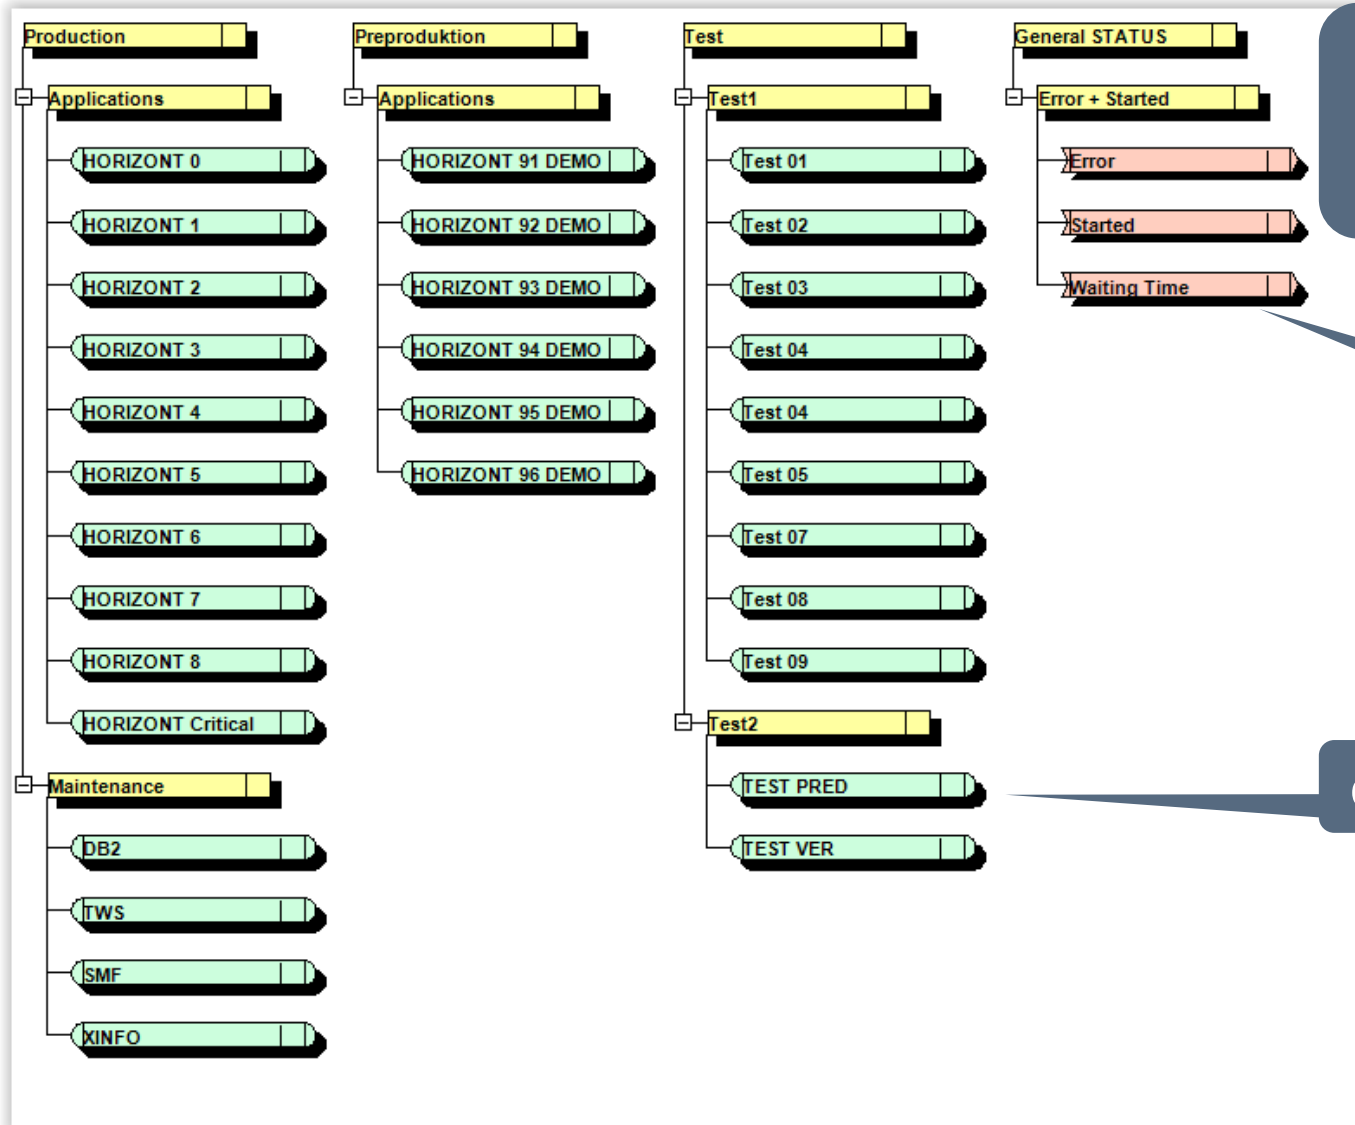 Production
Applications
HORIZONT 0
HORIZONT 1
HORIZONT 2
HORIZONT 3
HORIZONT 4
HORIZONT 5
HORIZONT 6
HORIZONT 7
HORIZONT 8
HORIZONT Critical
Maintenance
DB2
TWS
SMF
XINFO
Preproduktion
Applications
HORIZONT 91 DEMO
HORIZONT 92 DEMO
HORIZONT 93 DEMO
HORIZONT 94 DEMO
HORIZONT 95 DEMO
HORIZONT 96 DEMO
Test
Test1
Test 01
Test 02
Test 03
Test 04
Test 04
Test 05
Test 07
Test 08
Test 09
Test2
TEST PRED
TEST VER
General STATUS
Error + Started
Error
Started
Waiting Time